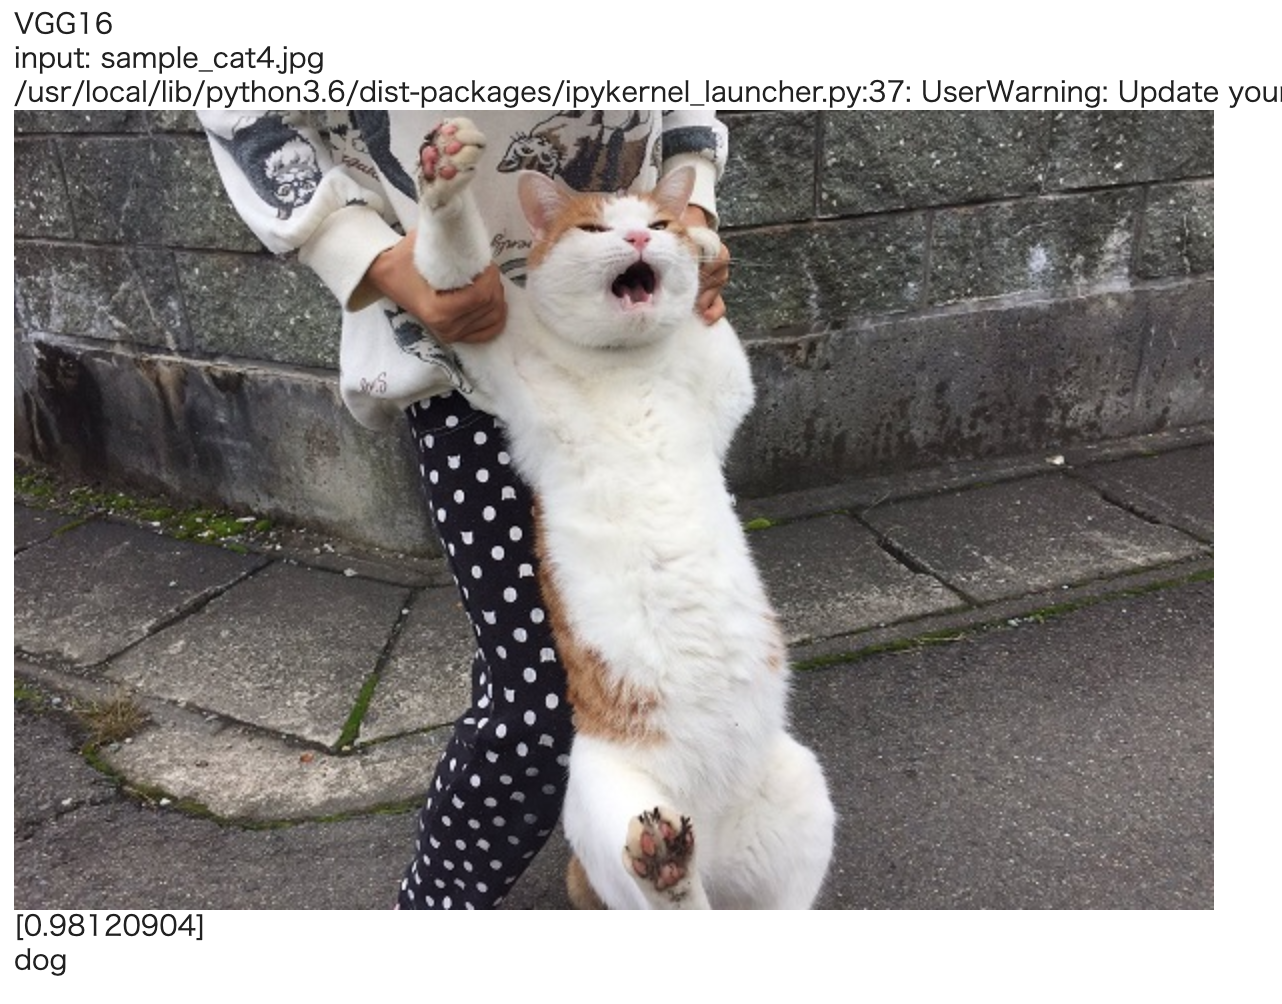 VGG16
input: sample_cat4.jpg
/usr/local/lib/python3.6/dist-packages/ipykernel_launcher.py:37: UserWarning: Update your
[0.98120904]
dog